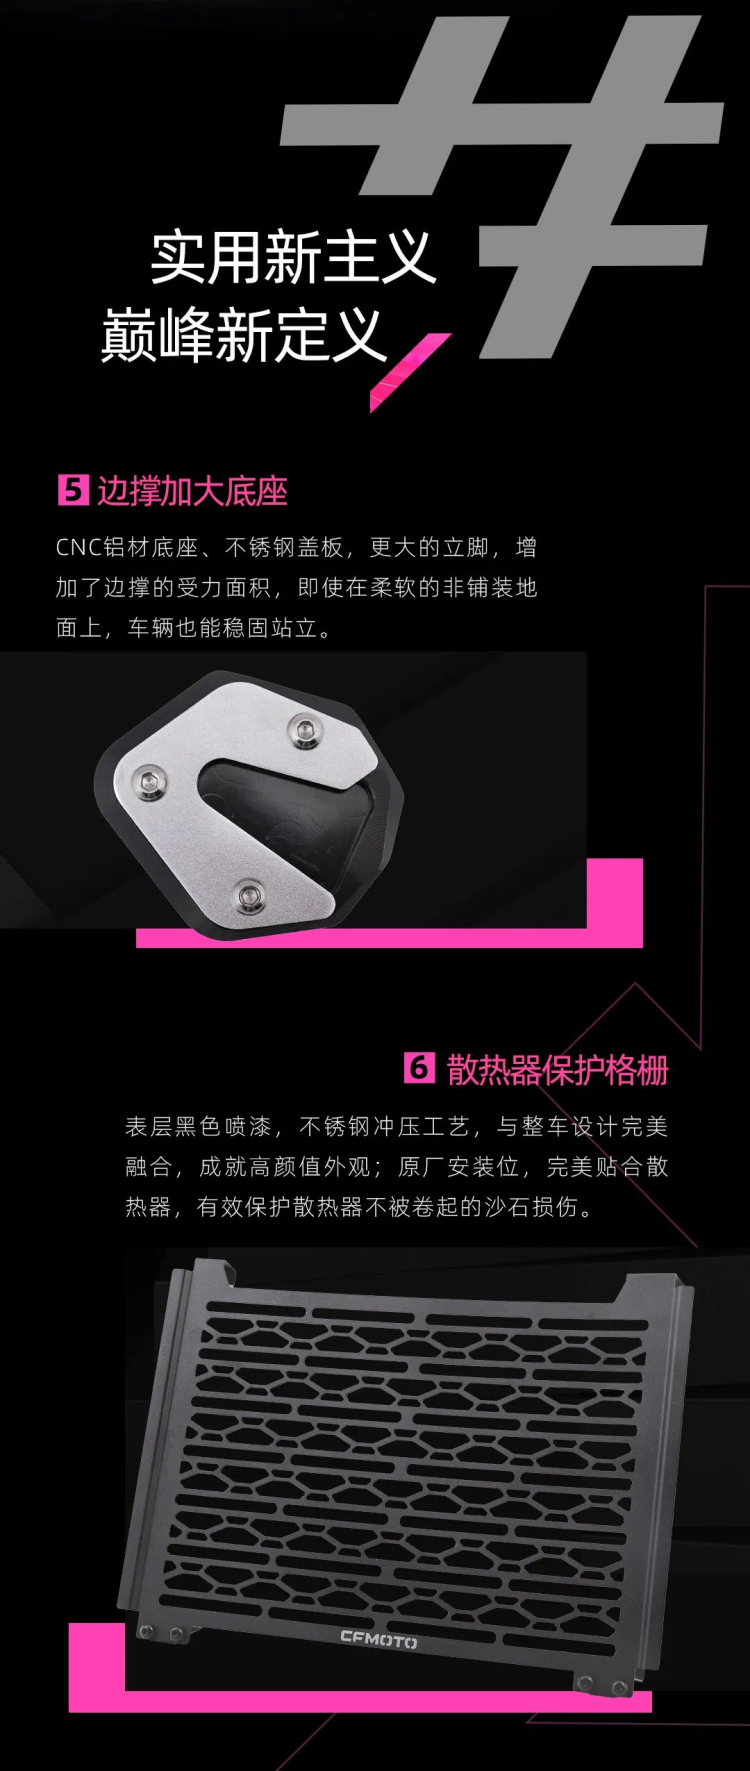 实用新主义
巅峰新定义
5 边撑加大底座
CNC铝材底座、不锈钢盖板，更大的立脚，增
加了边撑的受力面积，即使在柔软的非铺装地
面上，车辆也能稳固站立。
6 散热器保护格栅
表层黑色喷漆，不锈钢冲压工艺，与整车设计完美
融合，成就高颜值外观；原厂安装位，完美贴合散
热器，有效保护散热器不被卷起的沙石损伤。
CFMOTO